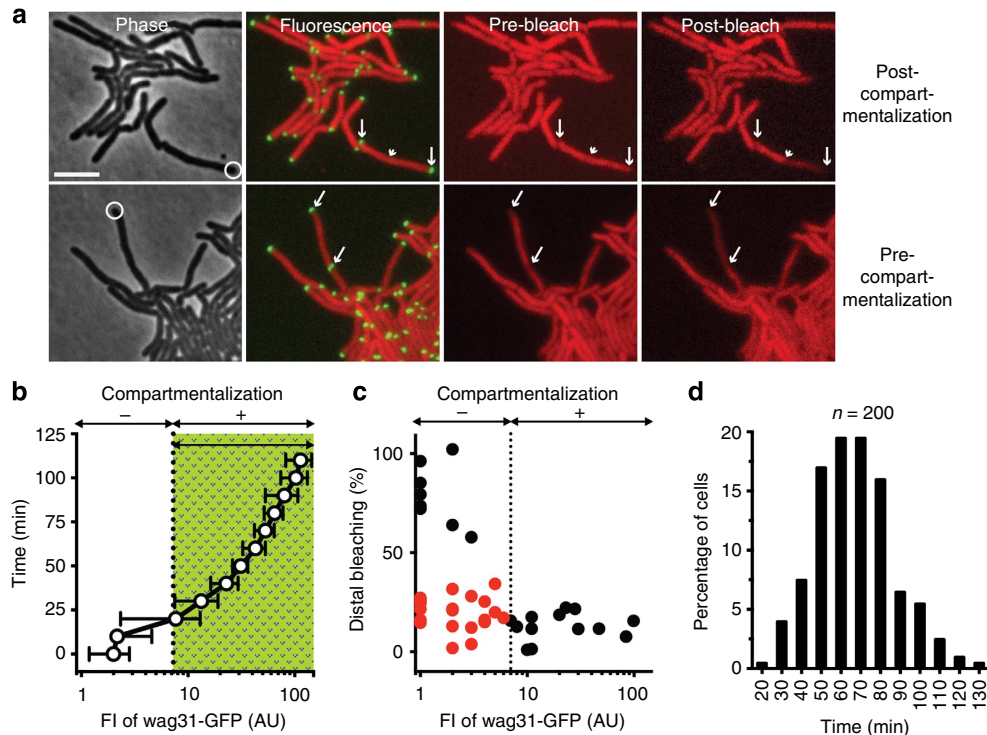 a
Phase
Fluorescence
Pre-bleach
Post-bleach
Post-
compart-
mentalization
Pre-
compart-
mentalization
b
Compartmentalization
– +
125
100
75
50
25
0
Time (min)
1 10 100
FI of wag31-GFP (AU)
c
Compartmentalization
– +
100
50
0
Distal bleaching (%)
1 10 100
FI of wag31-GFP (AU)
d
n = 200
20
15
10
5
0
Percentage of cells
20 30 40 50 60 70 80 90 100 110 120 130
Time (min)